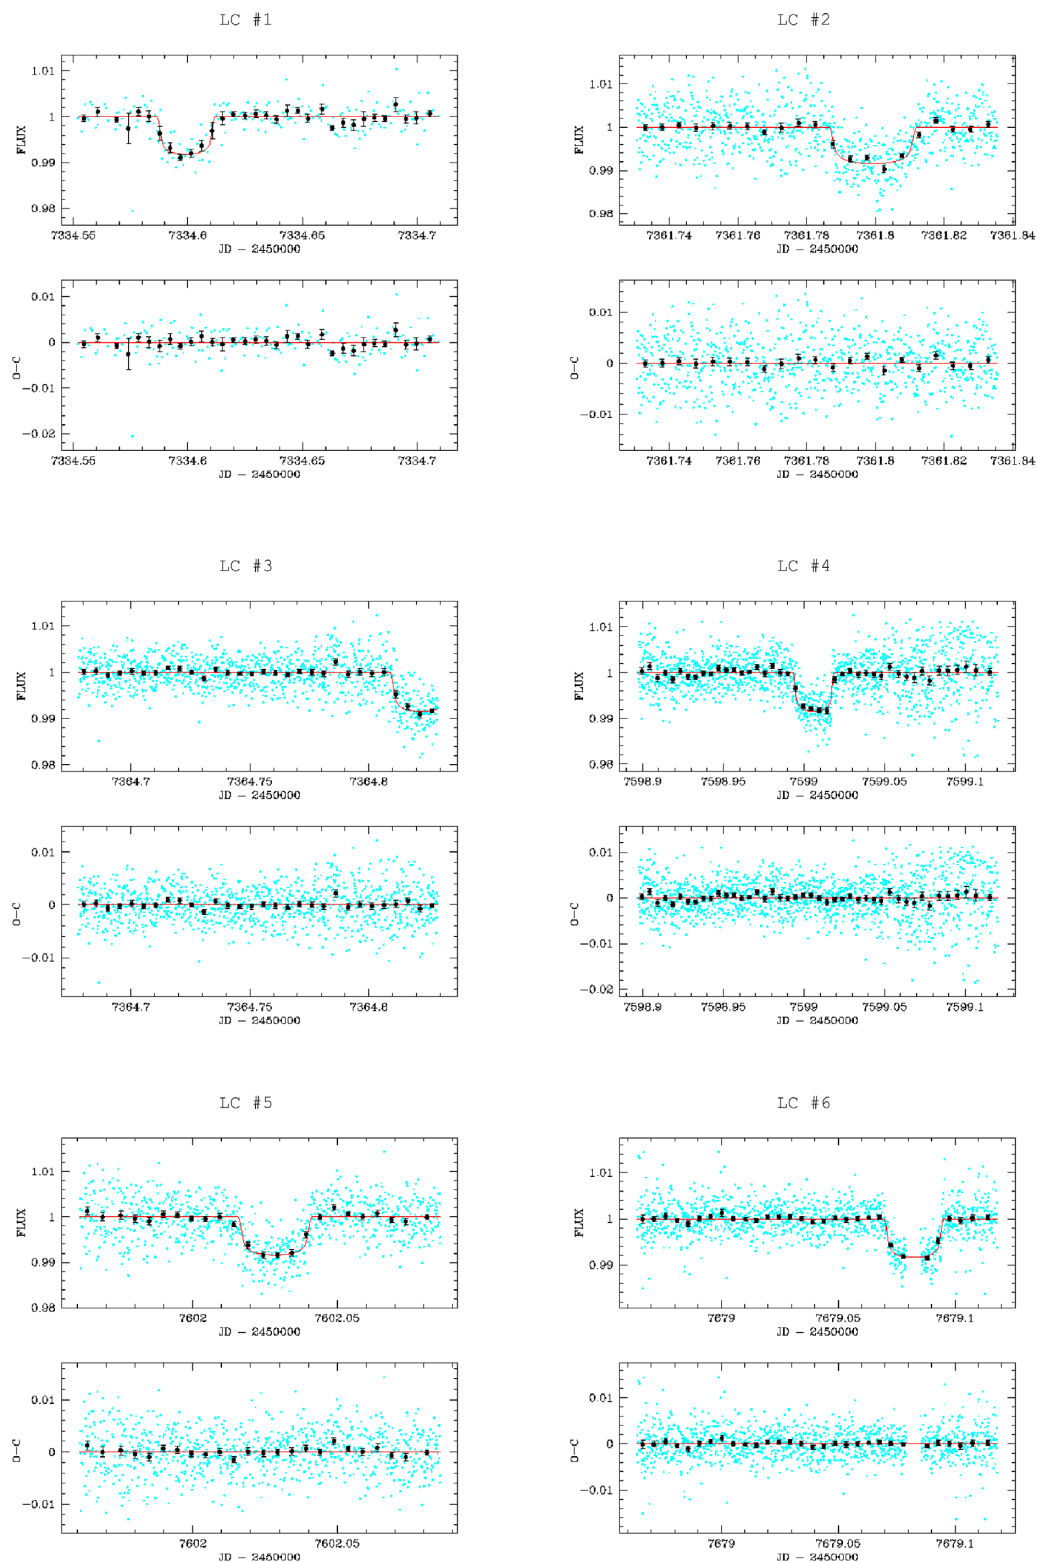 LC #1
1.01
1
0.99
0.98
FLUX
7334.55 7334.6 7334.65 7334.7
JD - 2450000
0.01
0
-0.01
-0.02
O-C
7334.55 7334.6 7334.65 7334.7
JD - 2450000
LC #2
1.01
1
0.99
0.98
FLUX
7361.74 7361.76 7361.78 7361.8 7361.82 7361.84
JD - 2450000
0.01
0
-0.01
O-C
7361.74 7361.76 7361.78 7361.8 7361.82 7361.84
JD - 2450000
LC #3
1.01
1
0.99
0.98
FLUX
7364.7 7364.75 7364.8
JD - 2450000
0.01
0
-0.01
O-C
7364.7 7364.75 7364.8
JD - 2450000
LC #4
1.01
1
0.99
0.98
FLUX
7598.9 7598.95 7599 7599.05 7599.1
JD - 2450000
0.01
0
-0.01
-0.02
O-C
7598.9 7598.95 7599 7599.05 7599.1
JD - 2450000
LC #5
1.01
1
0.99
0.98
FLUX
7602 7602.05
JD - 2450000
0.01
0
-0.01
O-C
7602 7602.05
JD - 2450000
LC #6
1.01
1
0.99
FLUX
7679 7679.05 7679.1
JD - 2450000
0.01
0
-0.01
O-C
7679 7679.05 7679.1
JD - 2450000